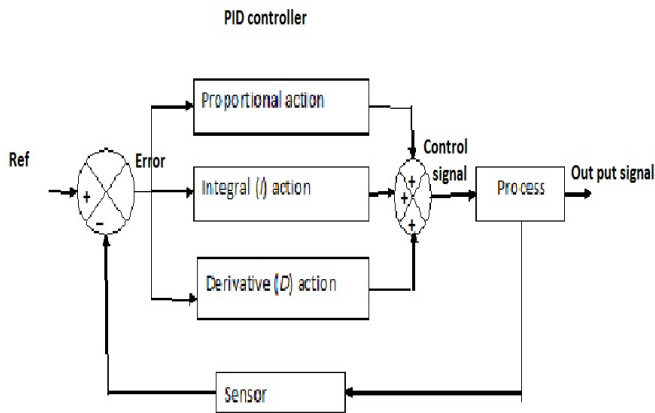 PID controller
Proportional action
Ref
Error
Control
signal
Integral (I) action
Process
Out put signal
+
−
+
+
+
Derivative (D) action
Sensor